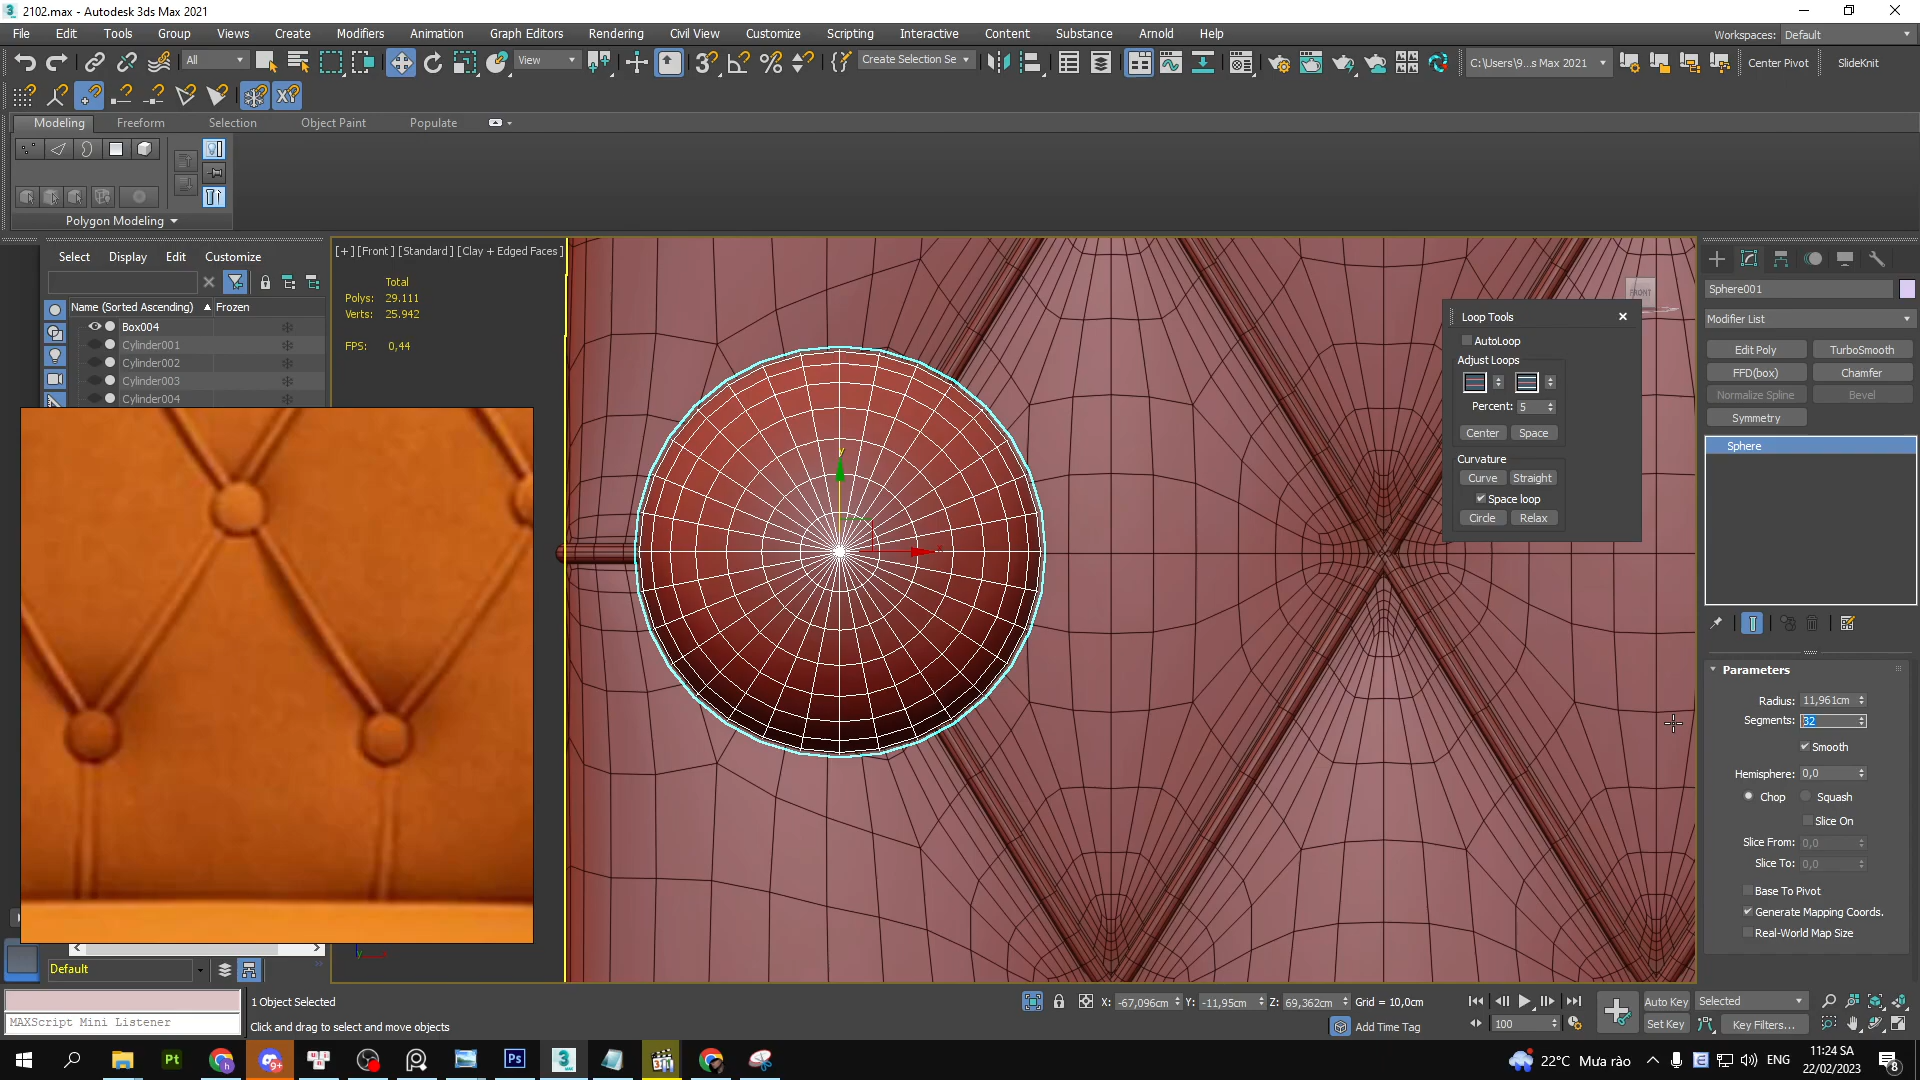 2102.max - Autodesk 3ds Max 2021
File Edit Tools Group Views Create Modifiers Animation Graph Editors Rendering Civil View Customize Scripting Interactive Content Substance Arnold Help
Workspaces: Default
All
View
Create Selection Se
C:\Users\9...s Max 2021
Center Pivot
SlideKnit
XY
Modeling Freeform Selection Object Paint Populate
Polygon Modeling
Select Display Edit Customize
Name (Sorted Ascending) Frozen
Box004
Cylinder001
Cylinder002
Cylinder003
Cylinder004
Default
[+] [Front] [Standard] [Clay + Edged Faces]
Total
Polys: 29.111
Verts: 25.942
FPS: 0,44
y
x
FRONT
Loop Tools
AutoLoop
Adjust Loops
Percent: 5
Center Space
Curvature
Curve Straight
Space loop
Circle Relax
Sphere001
Modifier List
Edit Poly TurboSmooth
FFD(box) Chamfer
Normalize Spline Bevel
Symmetry
Sphere
Parameters
Radius: 11,961cm
Segments: 32
Smooth
Hemisphere: 0,0
Chop Squash
Slice On
Slice From: 0,0
Slice To: 0,0
Base To Pivot
Generate Mapping Coords.
Real-World Map Size
MAXScript Mini Listener
1 Object Selected
Click and drag to select and move objects
X: -67,096cm Y: -11,95cm Z: 69,362cm Grid = 10,0cm
Add Time Tag
100
Auto Key Selected
Set Key Key Filters...
22°C Mưa rào
ENG
11:24 SA
22/02/2023
8